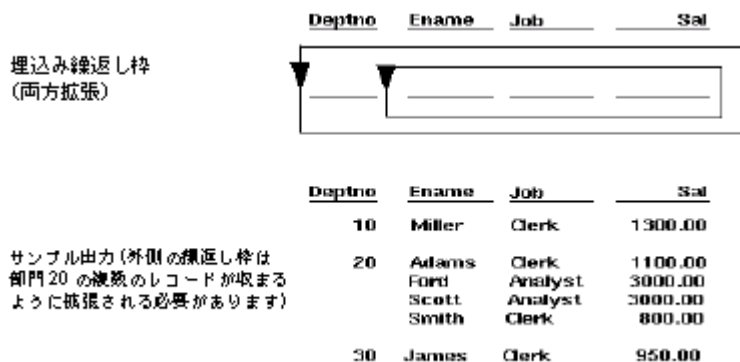 Deptno Ename Job Sal
埋込み繰返し枠
(両方拡張)
Deptno Ename Job Sal
10 Miller Clerk 1300.00
サンプル出力(外側の繰返し枠は
部門20 の複数のレコードが収まる
ように拡張される必要があります)
20 Adams Clerk 1100.00
Ford Analyst 3000.00
Scott Analyst 3000.00
Smith Clerk 800.00
30 James Clerk 950.00